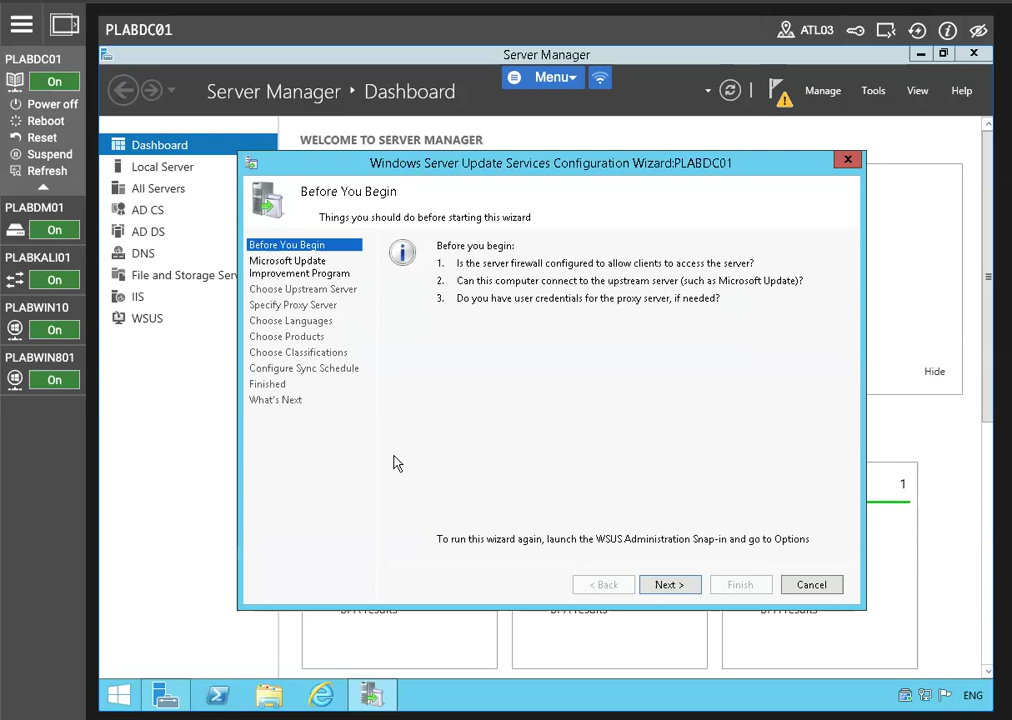 PLABDC01
ATL03
PLABDC01
On
Power off
Reboot
Reset
Suspend
Refresh
PLABDM01
On
PLABKALI01
On
PLABWIN10
On
PLABWIN801
On
Server Manager
Menu
Server Manager ‣ Dashboard
Manage
Tools
View
Help
Dashboard
Local Server
All Servers
AD CS
AD DS
DNS
File and Storage Serv
IIS
WSUS
WELCOME TO SERVER MANAGER
Hide
1
Windows Server Update Services Configuration Wizard:PLABDC01
Before You Begin
Things you should do before starting this wizard
Before You Begin
Microsoft Update
Improvement Program
Choose Upstream Server
Specify Proxy Server
Choose Languages
Choose Products
Choose Classifications
Configure Sync Schedule
Finished
What's Next
Before you begin:
1. Is the server firewall configured to allow clients to access the server?
2. Can this computer connect to the upstream server (such as Microsoft Update)?
3. Do you have user credentials for the proxy server, if needed?
To run this wizard again, launch the WSUS Administration Snap-in and go to Options
< Back
Next >
Finish
Cancel
BPA results
BPA results
BPA results
ENG